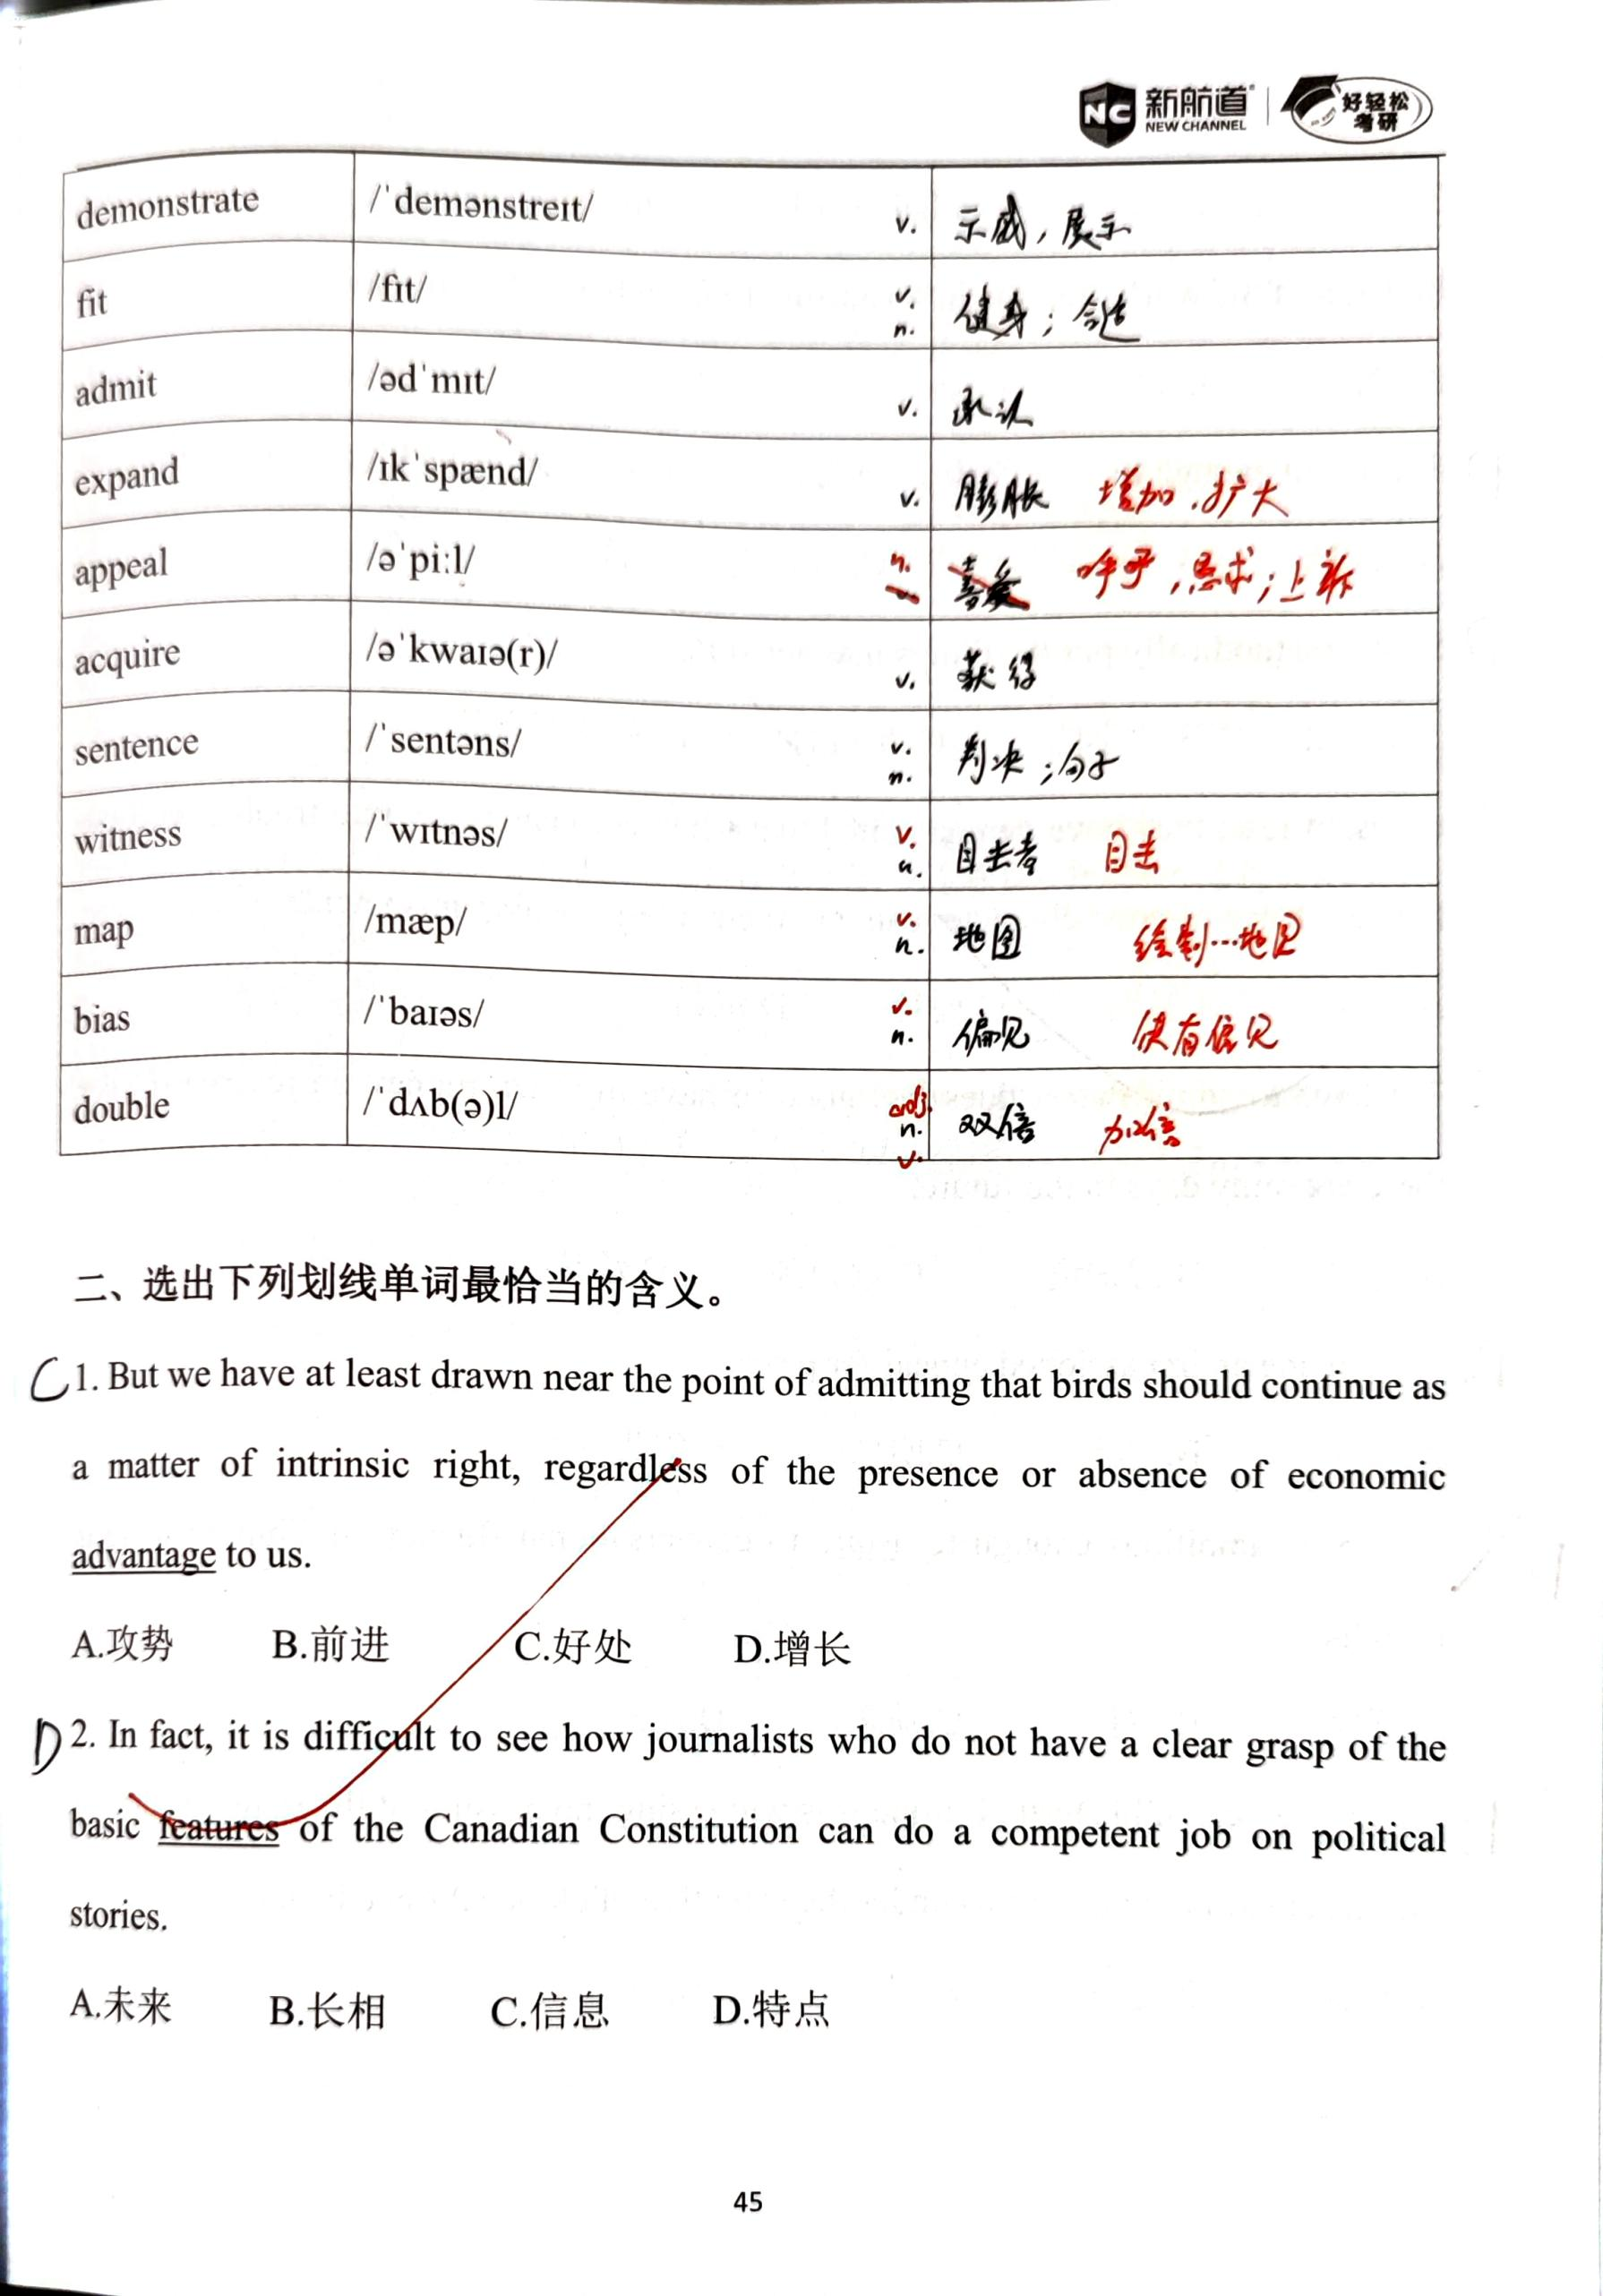 NC 新航道 NEW CHANNEL 好轻松考研
demonstrate /ˈdemənstreɪt/ v. 示威，展示
fit /fɪt/ v. n. 健身；合适
admit /ədˈmɪt/ v. 承认
expand /ɪkˈspænd/ v. 膨胀 增加、扩大
appeal /əˈpiːl/ n. 喜爱 呼吁，恳求；上诉
acquire /əˈkwaɪə(r)/ v. 获得
sentence /ˈsentəns/ v. n. 判决；句子
witness /ˈwɪtnəs/ v. n. 目击者 目击
map /mæp/ v. n. 地图 绘制…地图
bias /ˈbaɪəs/ v. n. 偏见 使有偏见
double /ˈdʌb(ə)l/ adj. n. v. 双倍 加倍
二、选出下列划线单词最恰当的含义。
C 1. But we have at least drawn near the point of admitting that birds should continue as
a matter of intrinsic right, regardless of the presence or absence of economic
advantage to us.
A.攻势 B.前进 C.好处 D.增长
D 2. In fact, it is difficult to see how journalists who do not have a clear grasp of the
basic features of the Canadian Constitution can do a competent job on political
stories.
A.未来 B.长相 C.信息 D.特点
45